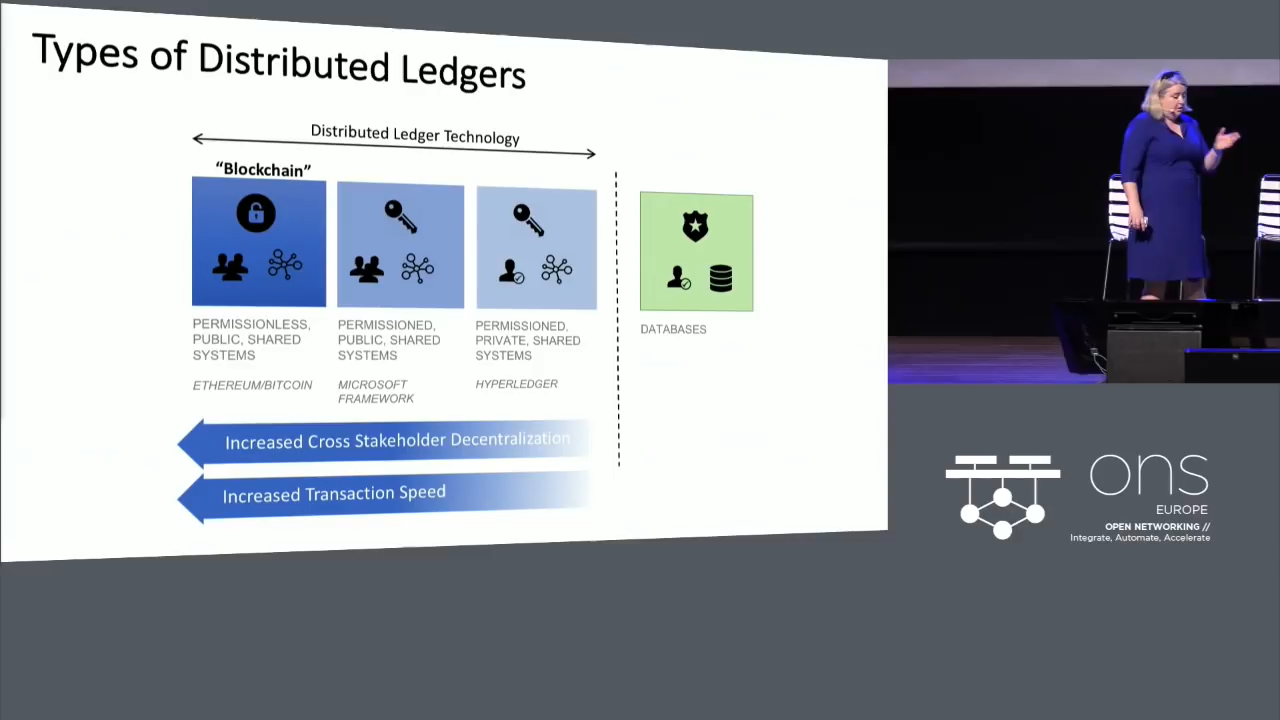 Types of Distributed Ledgers
Distributed Ledger Technology
“Blockchain”
PERMISSIONLESS,
PUBLIC, SHARED
SYSTEMS
ETHEREUM/BITCOIN
PERMISSIONED,
PUBLIC, SHARED
SYSTEMS
MICROSOFT
FRAMEWORK
PERMISSIONED,
PRIVATE, SHARED
SYSTEMS
HYPERLEDGER
DATABASES
Increased Cross Stakeholder Decentralization
Increased Transaction Speed
ons
EUROPE
OPEN NETWORKING //
Integrate, Automate, Accelerate